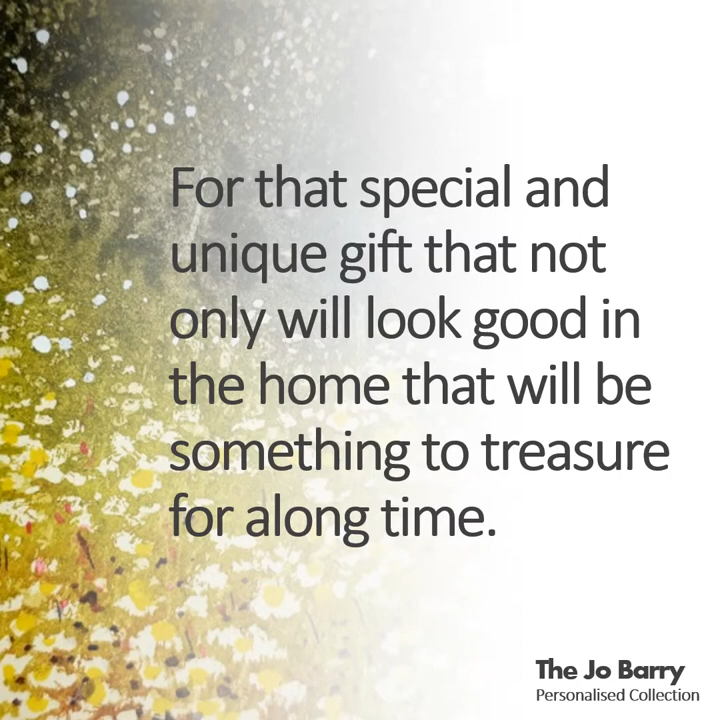 For that special and
unique gift that not
only will look good in
the home that will be
something to treasure
for along time.
The Jo Barry
Personalised Collection